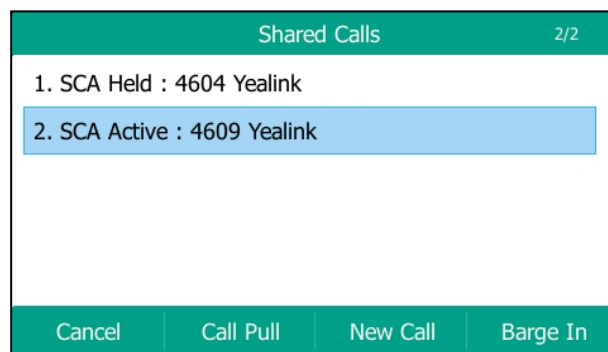 Shared Calls 2/2
1. SCA Held : 4604 Yealink
2. SCA Active : 4609 Yealink
Cancel Call Pull New Call Barge In